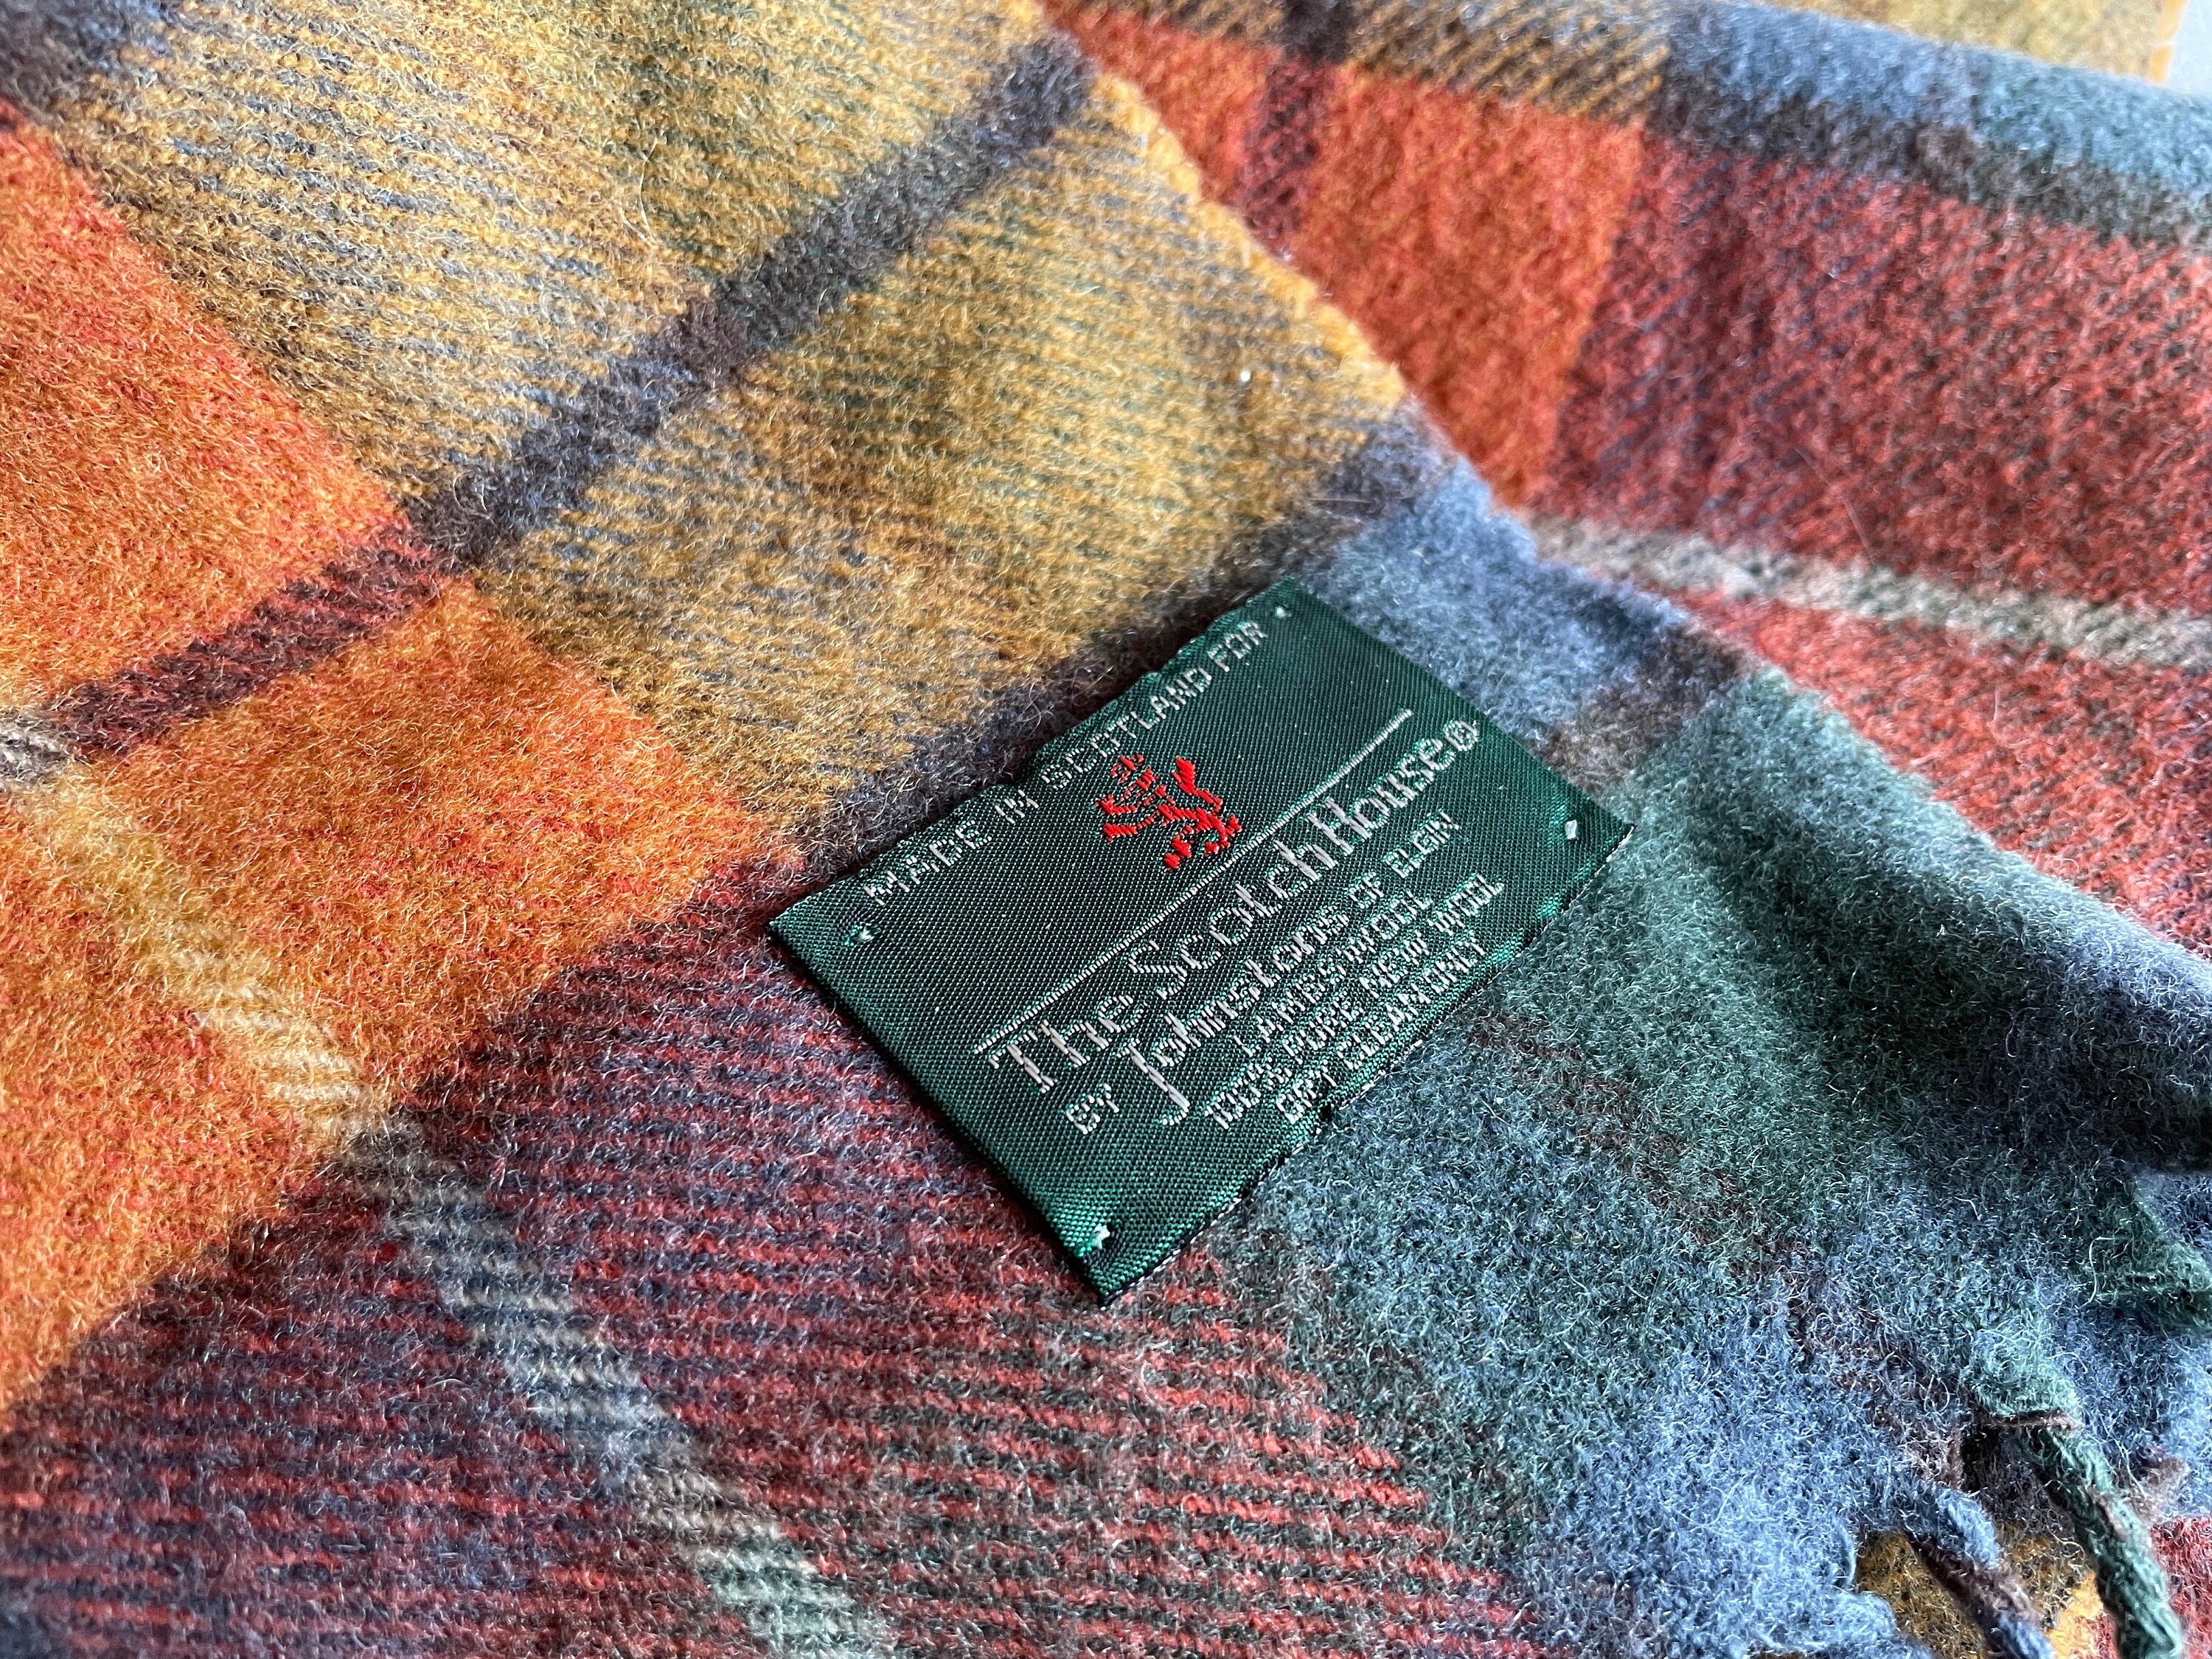 MADE IN SCOTLAND FOR
The Scotch House®
BY Johnstons OF ELGIN
LAMBSWOOL
100% PURE NEW WOOL
DRY CLEAN ONLY